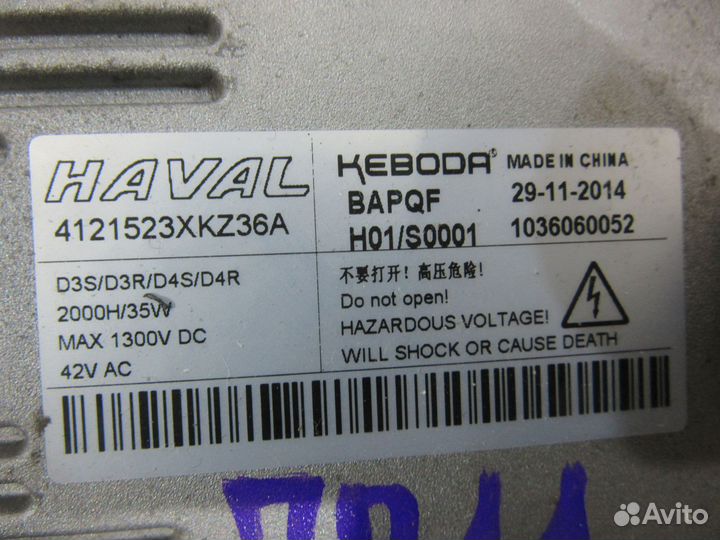 HAVAL
4121523XKZ36A
KEBODA®
BAPQF
H01/S0001
MADE IN CHINA
29-11-2014
1036060052
D3S/D3R/D4S/D4R
2000H/35W
MAX 1300V DC
42V AC
不要打开! 高压危险!
Do not open!
HAZARDOUS VOLTAGE!
WILL SHOCK OR CAUSE DEATH
Avito